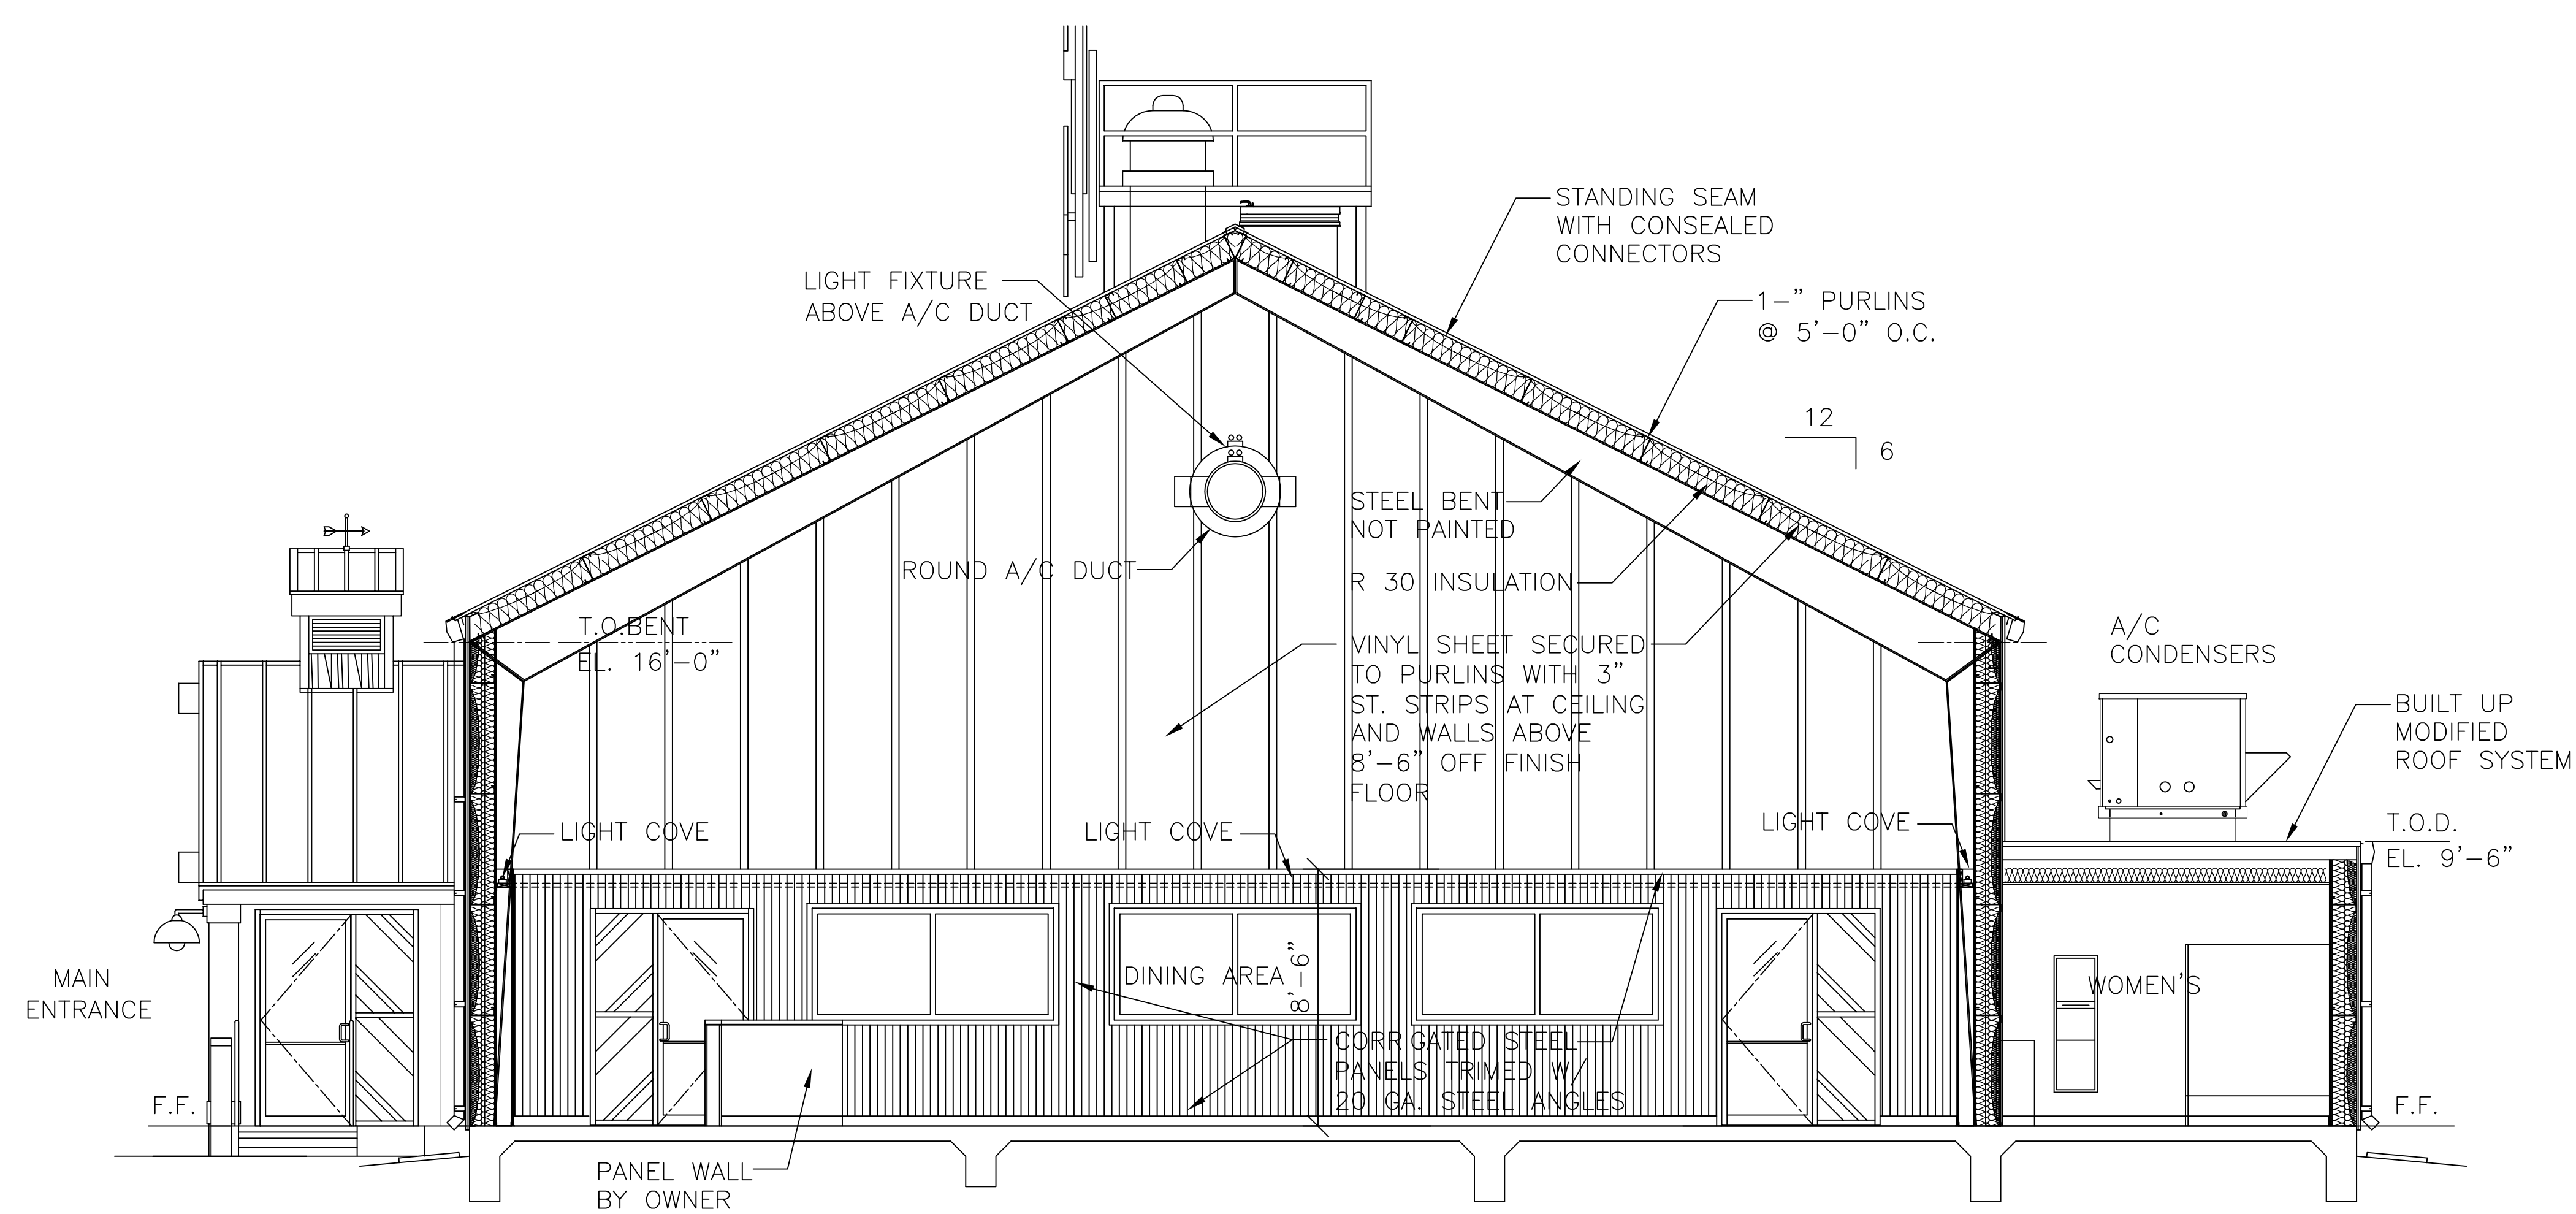 STANDING SEAM
WITH CONSEALED
CONNECTORS
LIGHT FIXTURE
ABOVE A/C DUCT
1-" PURLINS
@ 5'-0" O.C.
12
6
STEEL BENT
NOT PAINTED
ROUND A/C DUCT
R 30 INSULATION
T.O.BENT
EL. 16'-0"
VINYL SHEET SECURED
TO PURLINS WITH 3"
ST. STRIPS AT CEILING
AND WALLS ABOVE
8'-6" OFF FINISH
FLOOR
A/C
CONDENSERS
BUILT UP
MODIFIED
ROOF SYSTEM
LIGHT COVE
LIGHT COVE
LIGHT COVE
T.O.D.
EL. 9'-6"
MAIN
ENTRANCE
DINING AREA
8'-6"
WOMEN'S
CORRIGATED STEEL
PANELS TRIMED W/
20 GA. STEEL ANGLES
F.F.
F.F.
PANEL WALL
BY OWNER